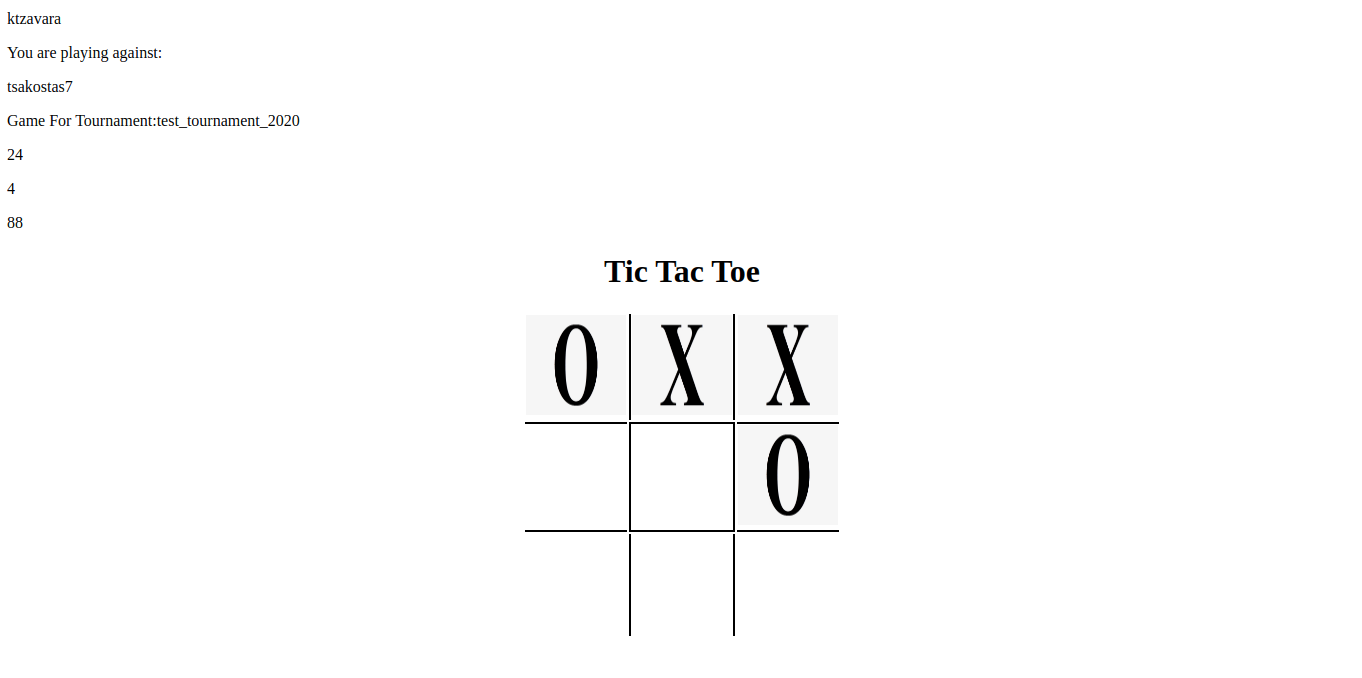 ktzavara
You are playing against:
tsakostas7
Game For Tournament:test_tournament_2020
24
4
88
Tic Tac Toe
O X X
O